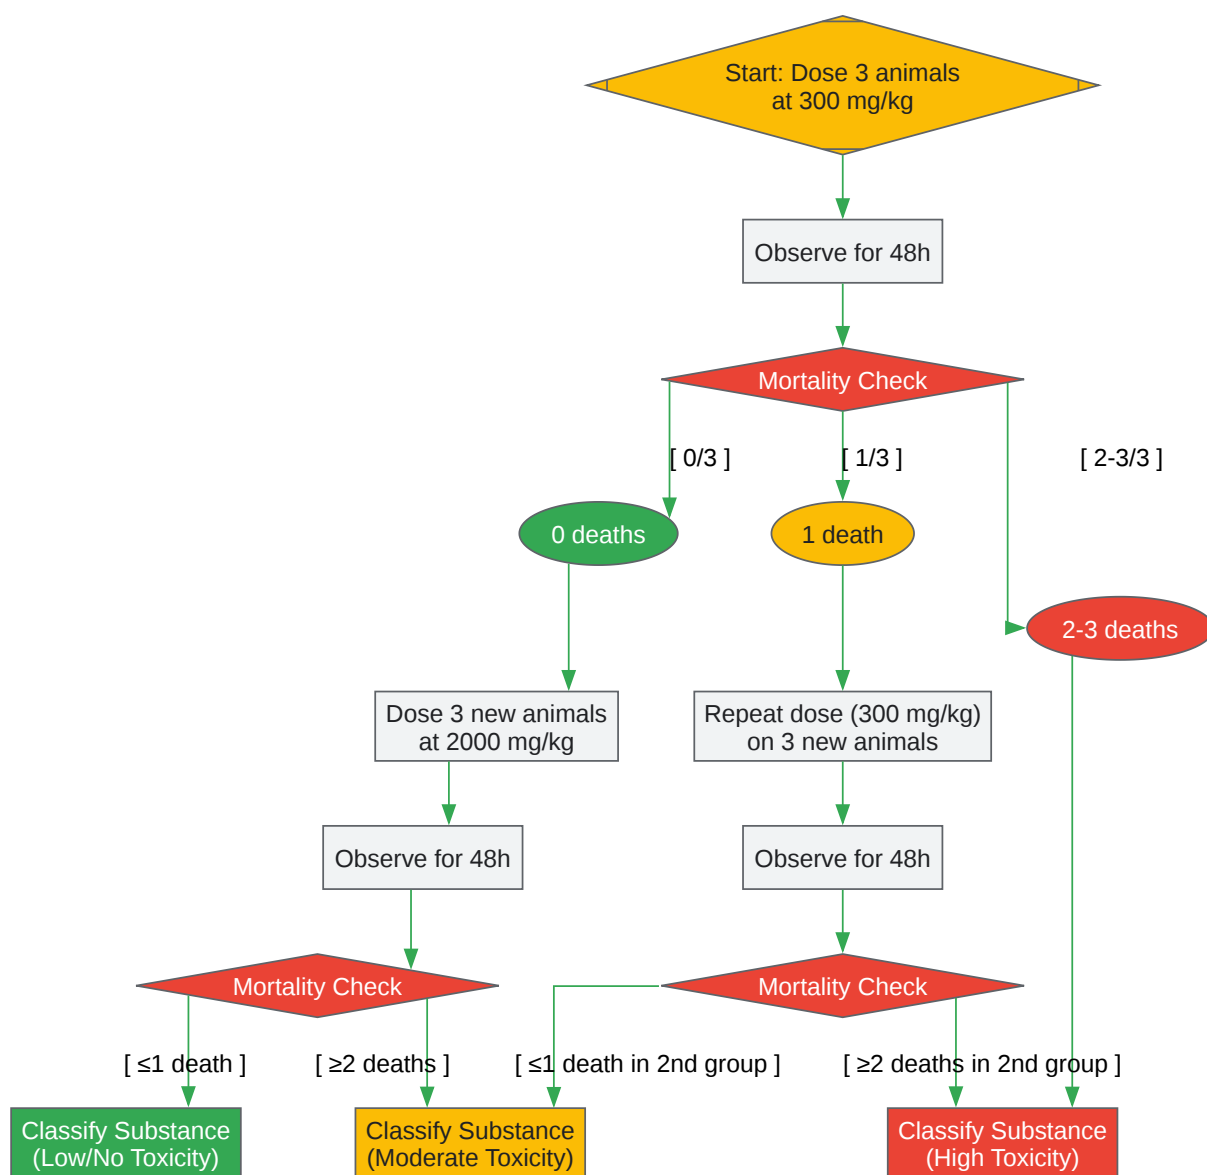 Start: Dose 3 animals
at 300 mg/kg
Observe for 48h
Mortality Check
[ 0/3 ]
[ 1/3 ]
[ 2-3/3 ]
0 deaths
1 death
2-3 deaths
Dose 3 new animals
at 2000 mg/kg
Repeat dose (300 mg/kg)
on 3 new animals
Observe for 48h
Observe for 48h
Mortality Check
Mortality Check
[ ≤1 death ]
[ ≥2 deaths ]
[ ≤1 death in 2nd group ]
[ ≥2 deaths in 2nd group ]
Classify Substance
(Low/No Toxicity)
Classify Substance
(Moderate Toxicity)
Classify Substance
(High Toxicity)